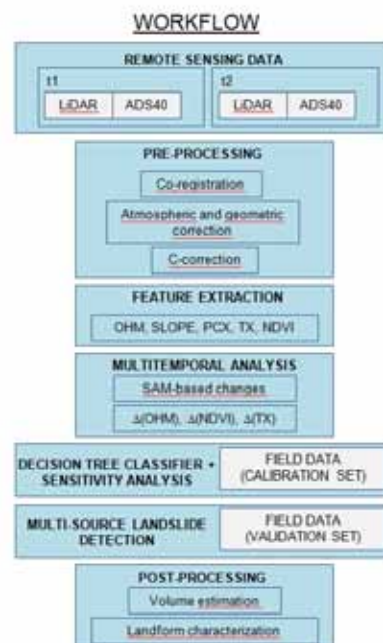 WORKFLOW
REMOTE SENSING DATA
t1
t2
LiDAR ADS40
LiDAR ADS40
PRE-PROCESSING
Co-registration
Atmospheric and geometric
correction
C-correction
FEATURE EXTRACTION
OHM, SLOPE, PCX, TX, NDVI
MULTITEMPORAL ANALYSIS
SAM-based changes
Δ(OHM), Δ(NDVI), Δ(TX)
DECISION TREE CLASSIFIER +
SENSITIVITY ANALYSIS
FIELD DATA
(CALIBRATION SET)
MULTI-SOURCE LANDSLIDE
DETECTION
FIELD DATA
(VALIDATION SET)
POST-PROCESSING
Volume estimation
Landform characterization